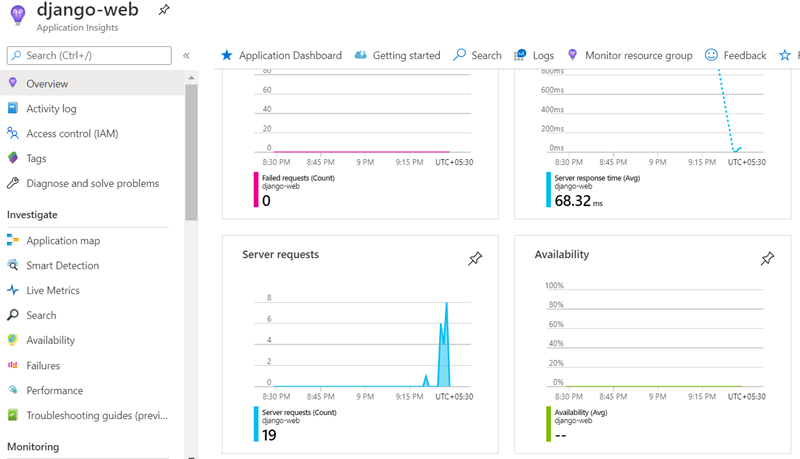 django-web
Application Insights
Search (Ctrl+/)
«
Overview
Activity log
Access control (IAM)
Tags
Diagnose and solve problems
Investigate
Application map
Smart Detection
Live Metrics
Search
Availability
Failures
Performance
Troubleshooting guides (previ...
Monitoring
Application Dashboard Getting started Search Logs Monitor resource group Feedback F
80
60
40
20
0
8:30 PM 8:45 PM 9 PM 9:15 PM UTC+05:30
Failed requests (Count)
django-web
0
800ms
600ms
400ms
200ms
0ms
8:30 PM 8:45 PM 9 PM 9:15 PM UTC+05:30
Server response time (Avg)
django-web
68.32 ms
Server requests
8
6
4
2
0
8:30 PM 8:45 PM 9 PM 9:15 PM UTC+05:30
Server requests (Count)
django-web
19
Availability
100%
80%
60%
40%
20%
0%
8:30 PM 8:45 PM 9 PM 9:15 PM UTC+05:30
Availability (Avg)
django-web
--